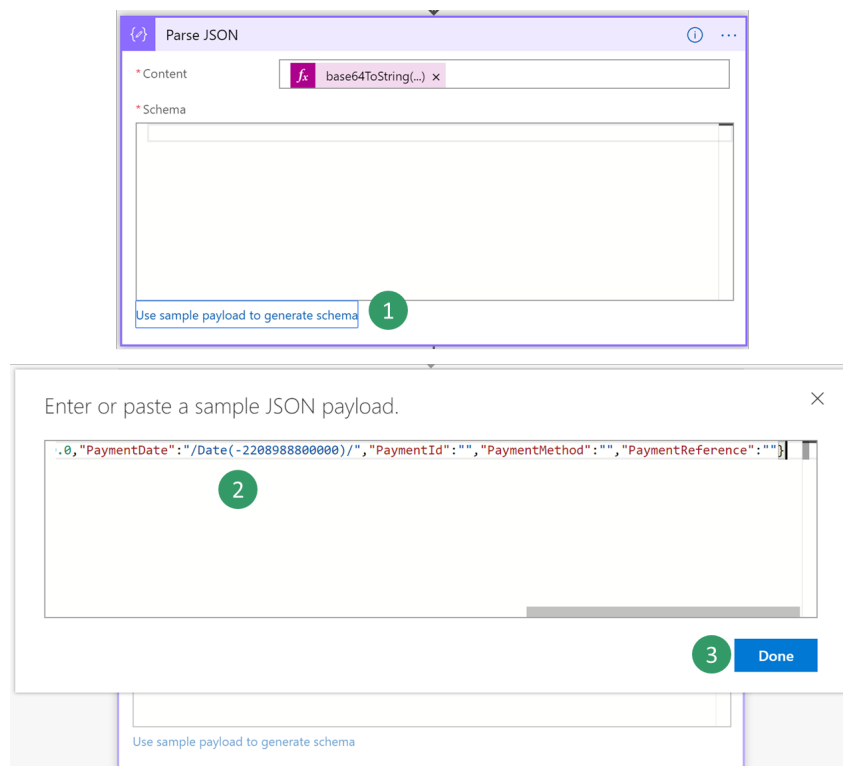 Parse JSON
* Content
fx base64ToString(...) ×
* Schema
Use sample payload to generate schema
1
Enter or paste a sample JSON payload.
.0,"PaymentDate":"/Date(-2208988800000)/","PaymentId":"","PaymentMethod":"","PaymentReference":""}
2
3
Done
Use sample payload to generate schema